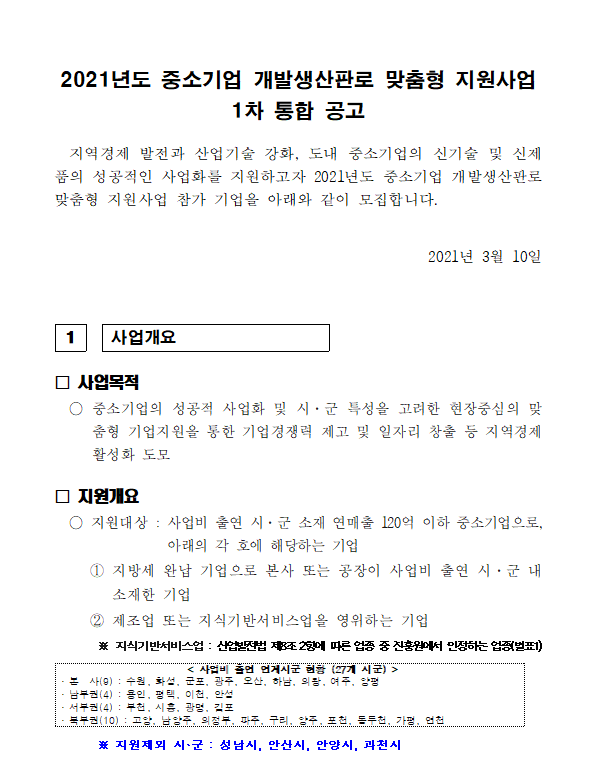 2021년도 중소기업 개발생산판로 맞춤형 지원사업
1차 통합 공고
지역경제 발전과 산업기술 강화, 도내 중소기업의 신기술 및 신제
품의 성공적인 사업화를 지원하고자 2021년도 중소기업 개발생산판로
맞춤형 지원사업 참가 기업을 아래와 같이 모집합니다.
2021년 3월 10일
1 사업개요
□ 사업목적
○ 중소기업의 성공적 사업화 및 시·군 특성을 고려한 현장중심의 맞
춤형 기업지원을 통한 기업경쟁력 제고 및 일자리 창출 등 지역경제
활성화 도모
□ 지원개요
○ 지원대상 : 사업비 출연 시·군 소재 연매출 120억 이하 중소기업으로,
아래의 각 호에 해당하는 기업
① 지방세 완납 기업으로 본사 또는 공장이 사업비 출연 시·군 내
소재한 기업
② 제조업 또는 지식기반서비스업을 영위하는 기업
※ 지식기반서비스업 : 산업발전법 제8조 2항에 따른 업종 중 진흥원에서 인정하는 업종(별표1)
< 사업비 출연 연계시군 현황 (27개 시군) >
· 본 사(9) : 수원, 화성, 군포, 광주, 오산, 하남, 의왕, 여주, 양평
· 남부권(4) : 용인, 평택, 이천, 안성
· 서부권(4) : 부천, 시흥, 광명, 김포
· 북부권(10) : 고양, 남양주, 의정부, 파주, 구리, 양주, 포천, 동두천, 가평, 연천
※ 지원제외 시·군 : 성남시, 안산시, 안양시, 과천시